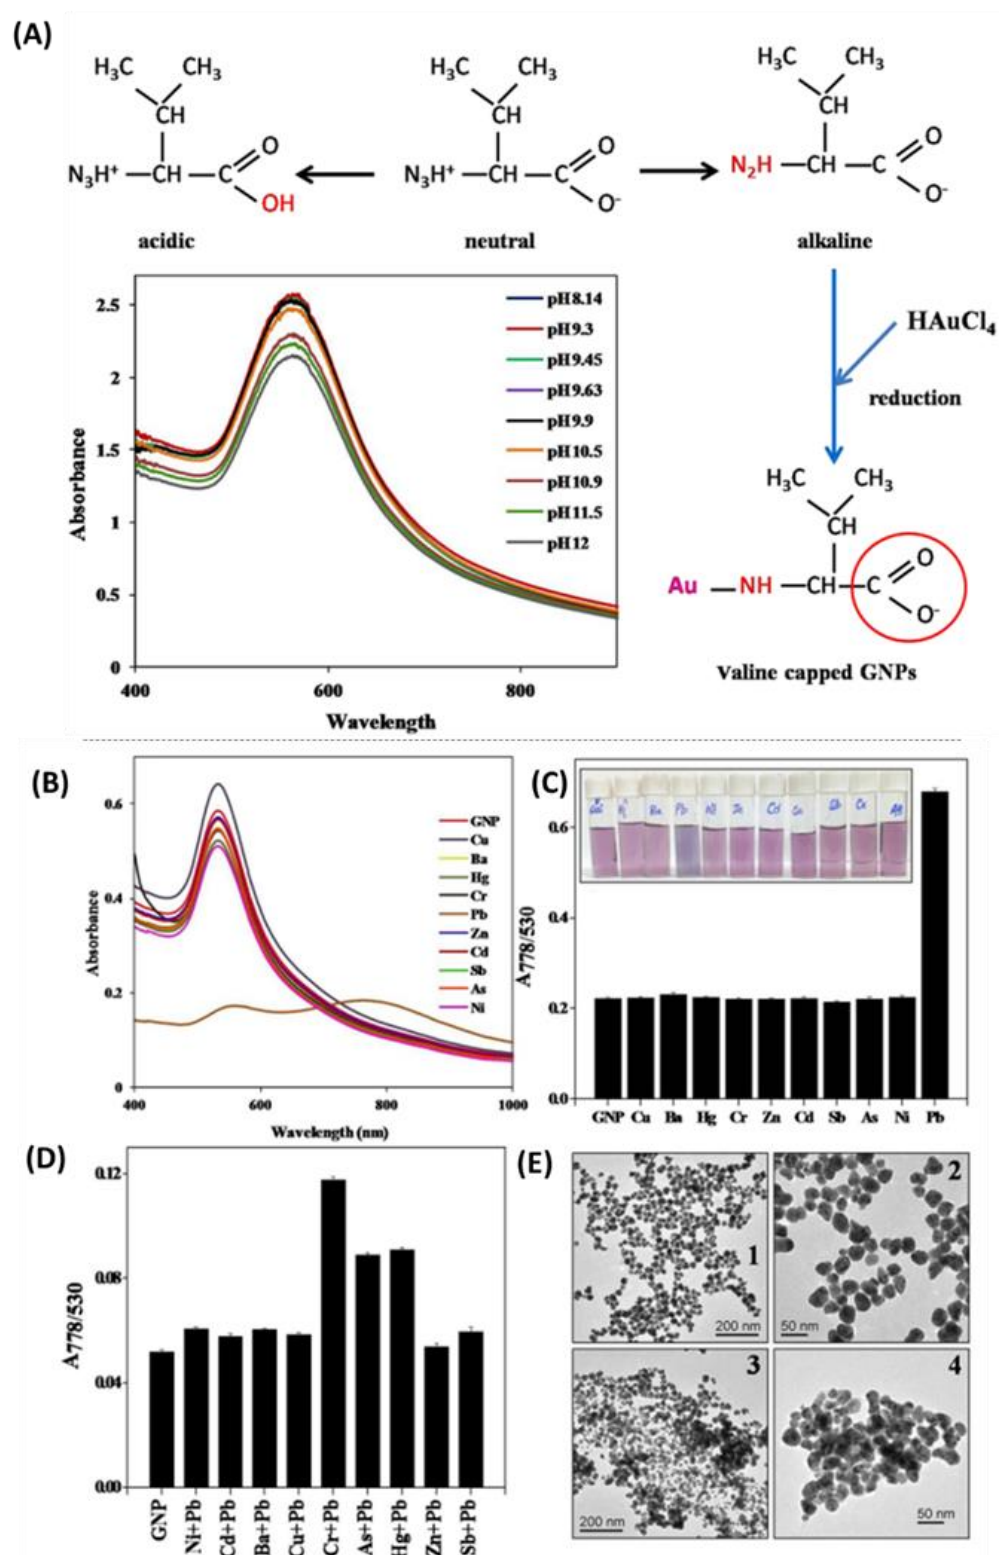 (A)
H₃C CH₃
CH
N₃H⁺ CH C O
OH
acidic
H₃C CH₃
CH
N₃H⁺ CH C O
O⁻
neutral
H₃C CH₃
CH
N₂H CH C O
O⁻
alkaline
HAuCl₄
reduction
H₃C CH₃
CH
Au NH CH C O
O⁻
Valine capped GNPs
Absorbance
2.5
2
1.5
1
0.5
0
400 600 800
Wavelength
pH8.14
pH9.3
pH9.45
pH9.63
pH9.9
pH10.5
pH10.9
pH11.5
pH12
(B)
Absorbance
0.6
0.4
0.2
0
400 600 800 1000
Wavelength (nm)
GNP
Cu
Ba
Hg
Cr
Pb
Zn
Cd
Sb
As
Ni
(C)
A778/530
0.6
0.4
0.2
0.0
Ba Pb Cd
GNP Cu Ba Hg Cr Zn Cd Sb As Ni Pb
(D)
A778/530
0.12
0.08
0.04
0.00
GNP
Ni+Pb
Cd+Pb
Ba+Pb
Cu+Pb
Cr+Pb
As+Pb
Hg+Pb
Zn+Pb
Sb+Pb
(E)
1
200 nm
2
50 nm
3
200 nm
4
50 nm